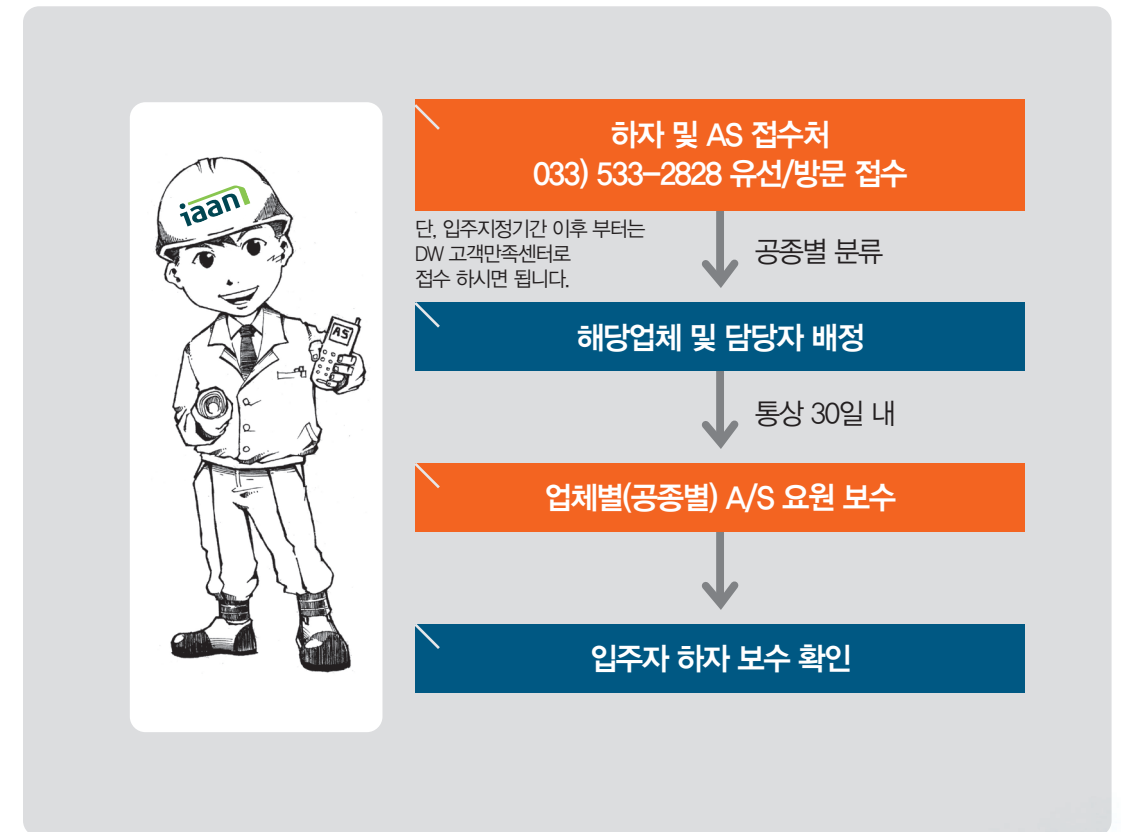 iaan
AS
하자 및 AS 접수처
033) 533-2828 유선/방문 접수
단, 입주지정기간 이후 부터는
DW 고객만족센터로
접수 하시면 됩니다.
공종별 분류
해당업체 및 담당자 배정
통상 30일 내
업체별(공종별) A/S 요원 보수
입주자 하자 보수 확인